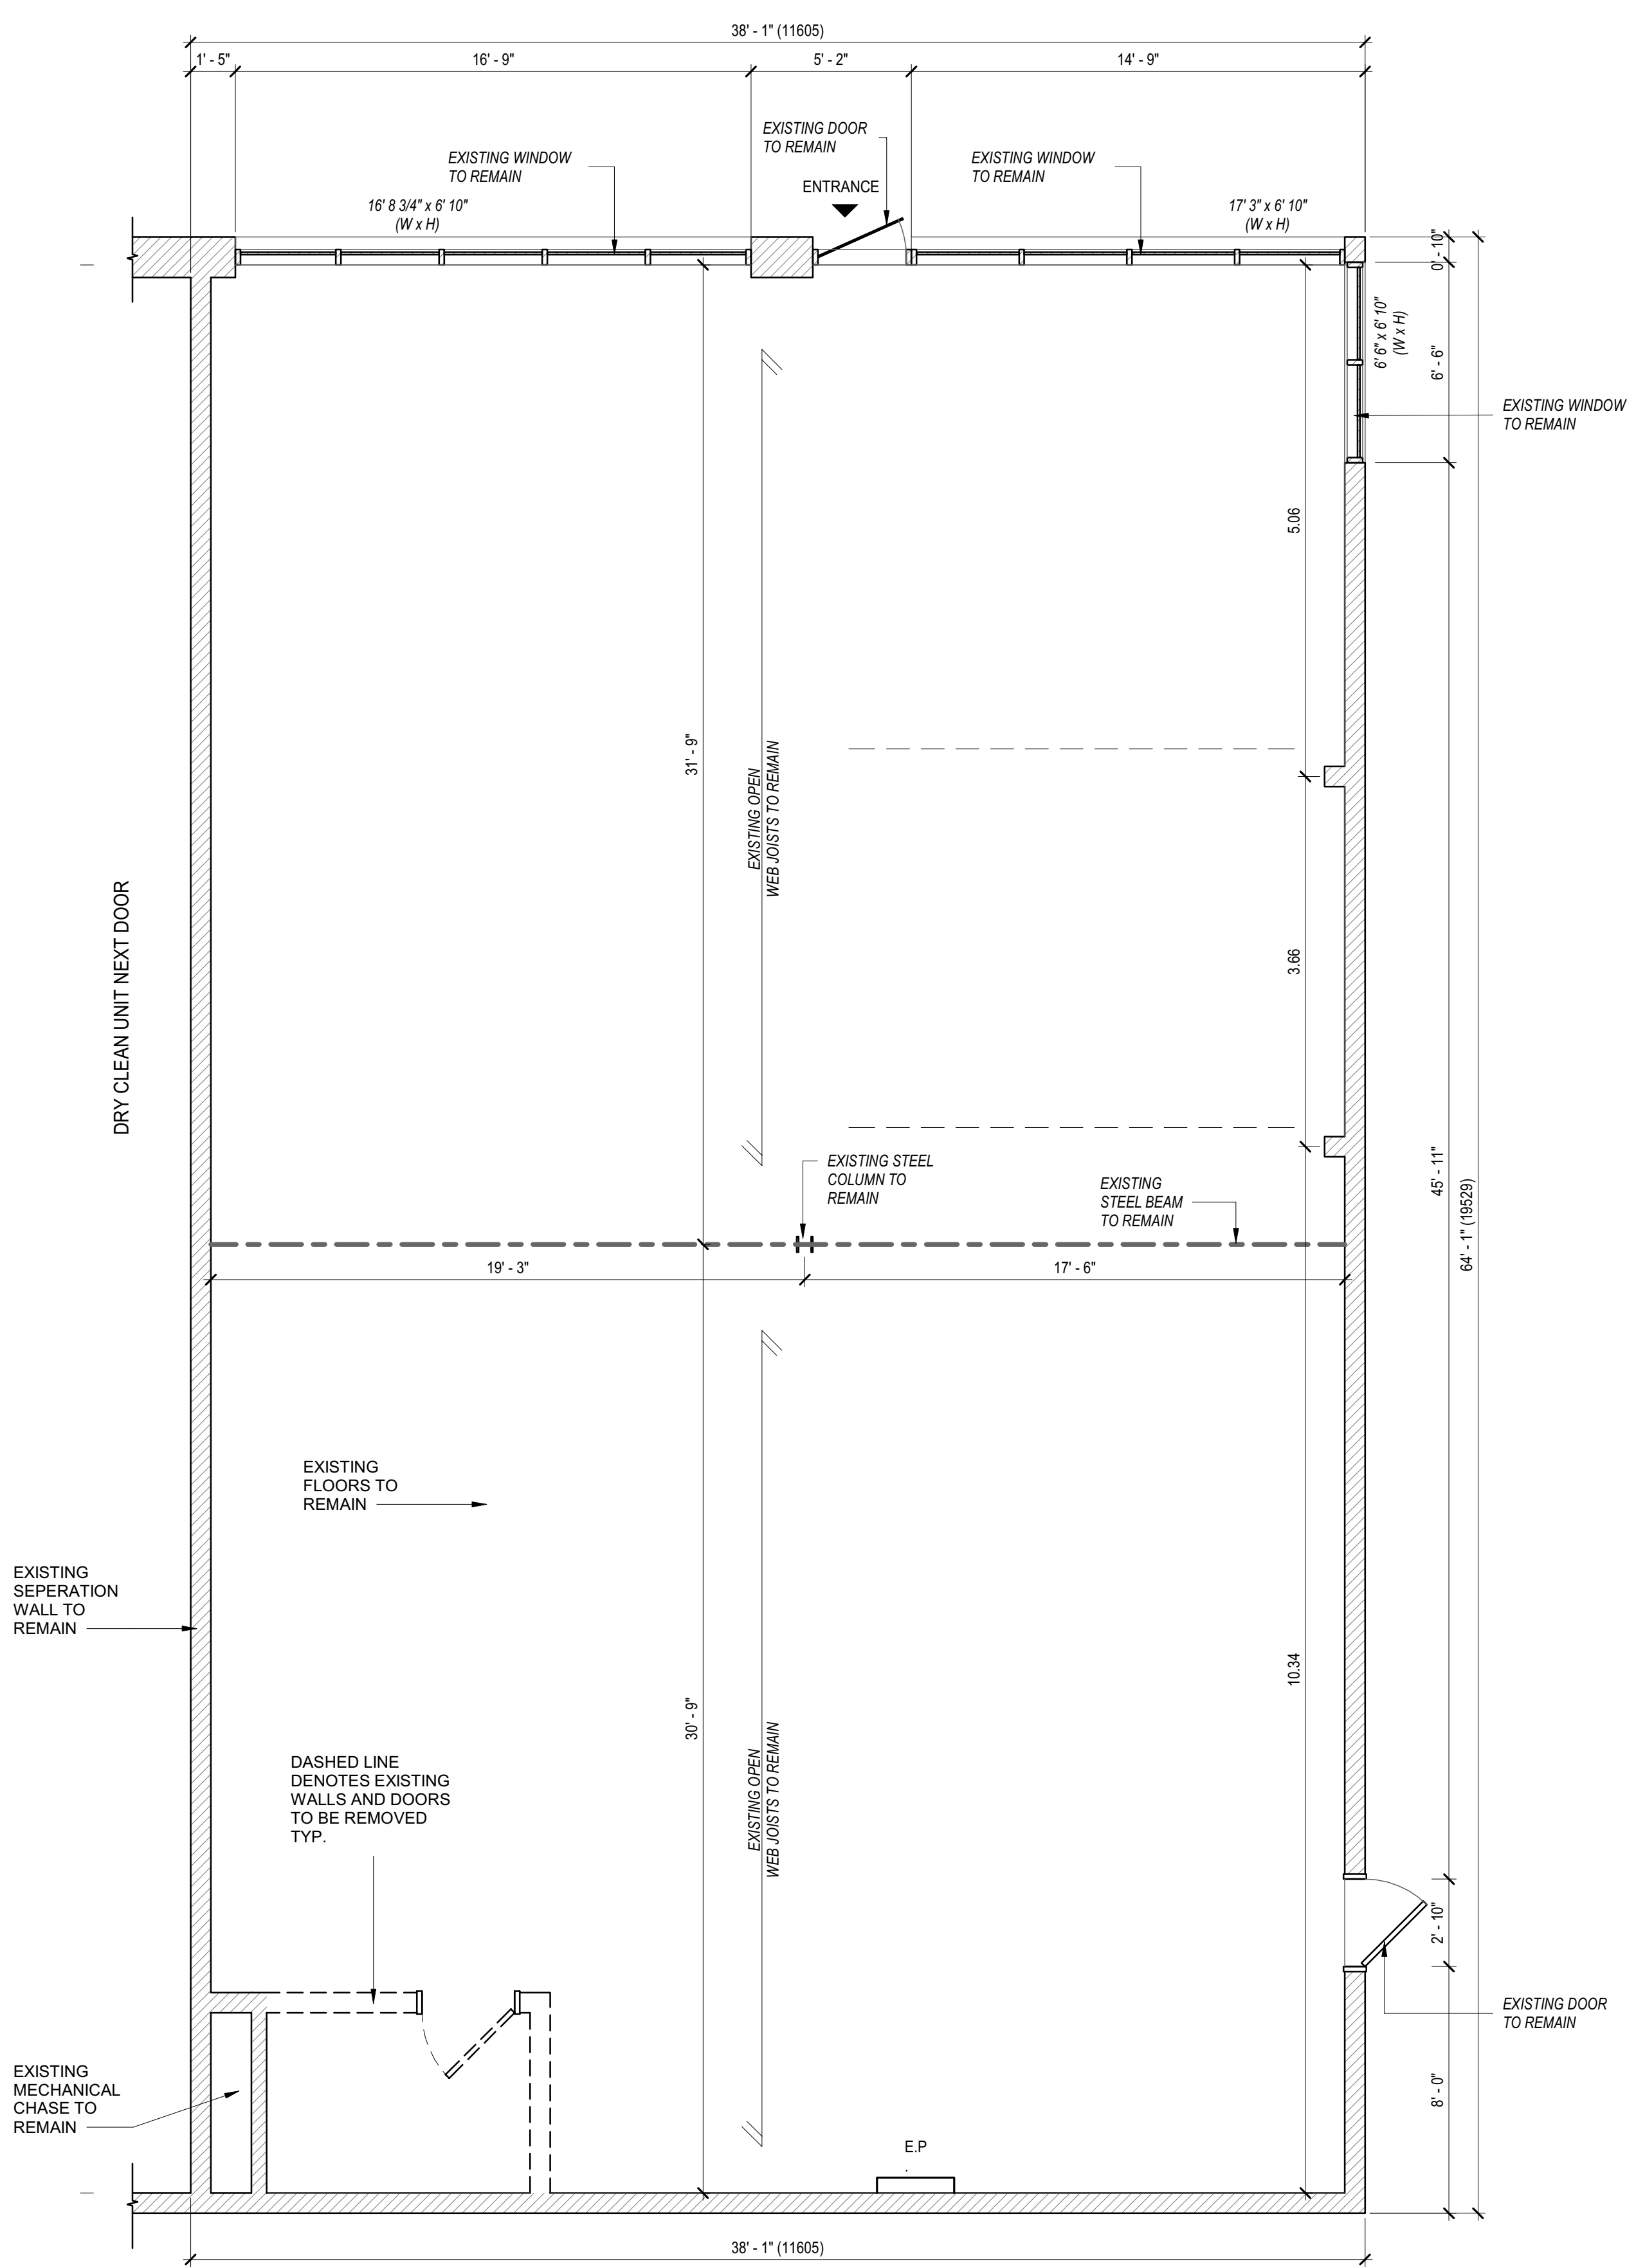 38' - 1" (11605)
1' - 5"
16' - 9"
5' - 2"
14' - 9"
EXISTING DOOR
TO REMAIN
EXISTING WINDOW
TO REMAIN
EXISTING WINDOW
TO REMAIN
ENTRANCE
16' 8 3/4" x 6' 10"
(W x H)
17' 3" x 6' 10"
(W x H)
0' - 10"
6' 6" x 6' 10"
(W x H)
6' - 6"
EXISTING WINDOW
TO REMAIN
5.06
31' - 9"
EXISTING OPEN
WEB JOISTS TO REMAIN
DRY CLEAN UNIT NEXT DOOR
3.66
EXISTING STEEL
COLUMN TO
REMAIN
EXISTING
STEEL BEAM
TO REMAIN
45' - 11"
64' - 1" (19529)
19' - 3"
17' - 6"
EXISTING
FLOORS TO
REMAIN
EXISTING
SEPERATION
WALL TO
REMAIN
10.34
30' - 9"
EXISTING OPEN
WEB JOISTS TO REMAIN
DASHED LINE
DENOTES EXISTING
WALLS AND DOORS
TO BE REMOVED
TYP.
2' - 10"
EXISTING DOOR
TO REMAIN
EXISTING
MECHANICAL
CHASE TO
REMAIN
8' - 0"
E.P
38' - 1" (11605)